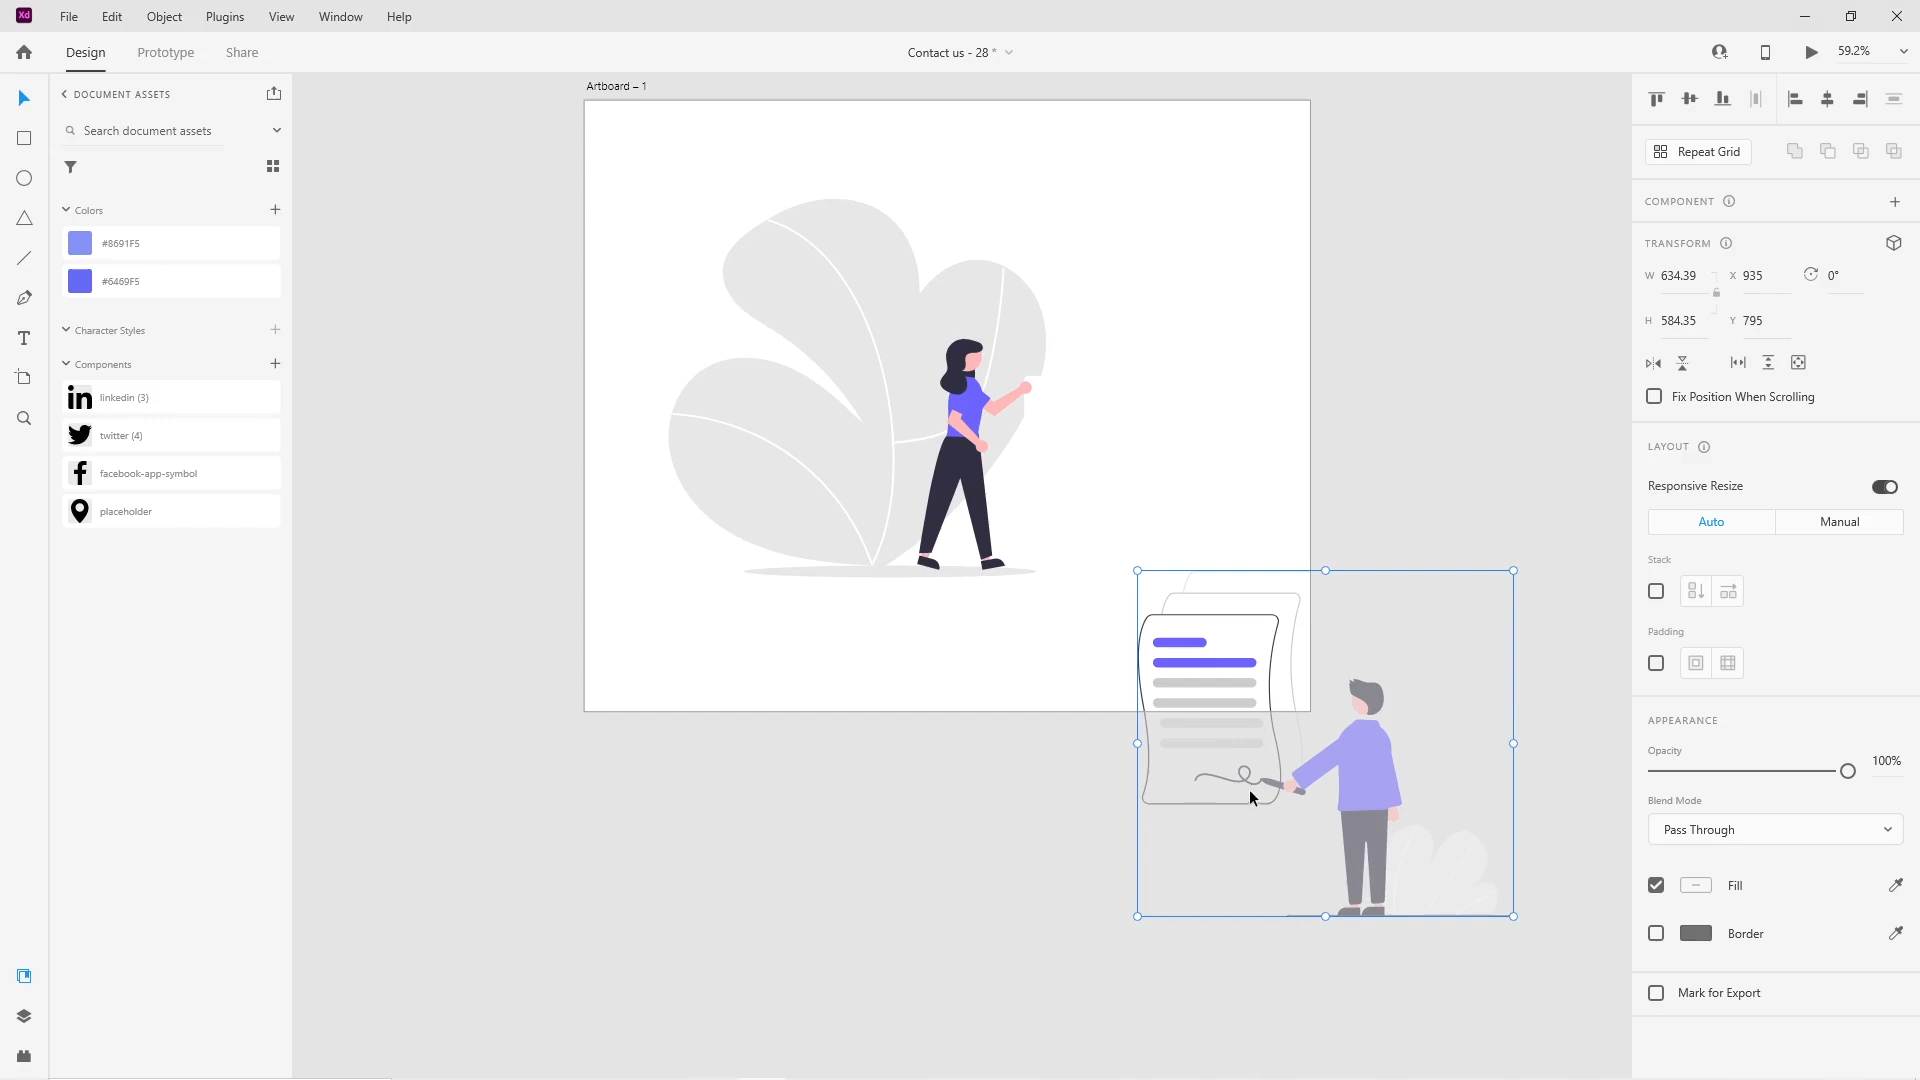 Xd File Edit Object Plugins View Window Help
Design Prototype Share Contact us - 28 * 59.2%
DOCUMENT ASSETS
Search document assets
Colors
#8691F5
#6469F5
Character Styles
Components
linkedin (3)
twitter (4)
facebook-app-symbol
placeholder
Artboard – 1
Repeat Grid
COMPONENT
TRANSFORM
W 634.39 X 935 0°
H 584.35 Y 795
Fix Position When Scrolling
LAYOUT
Responsive Resize
Auto Manual
Stack
Padding
APPEARANCE
Opacity
100%
Blend Mode
Pass Through
Fill
Border
Mark for Export